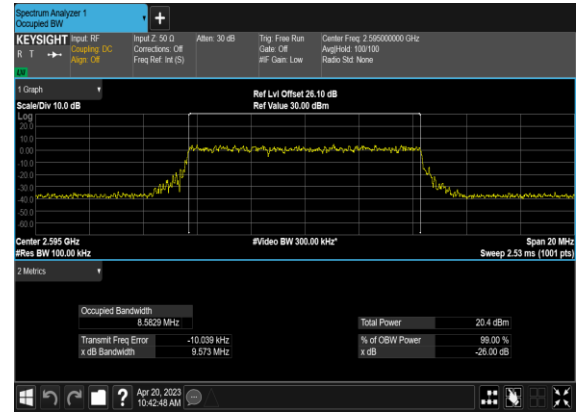 Spectrum Analyzer 1
Occupied BW
+
KEYSIGHT
R T
Input: RF
Coupling: DC
Align: Off
Input Z: 50 Ω
Corrections: Off
Freq Ref: Int (S)
Atten: 30 dB
Trig: Free Run
Gate: Off
#IF Gain: Low
Center Freq: 2.595000000 GHz
Avg|Hold: 100/100
Radio Std: None
1 Graph
Scale/Div 10.0 dB
Ref Lvl Offset 26.10 dB
Ref Value 30.00 dBm
Log
20.0
10.0
0.00
-10.0
-20.0
-30.0
-40.0
-50.0
-60.0
Center 2.595 GHz
#Res BW 100.00 kHz
#Video BW 300.00 kHz*
Span 20 MHz
Sweep 2.53 ms (1001 pts)
2 Metrics
Occupied Bandwidth
8.5829 MHz
Transmit Freq Error -10.039 kHz
x dB Bandwidth 9.573 MHz
Total Power 20.4 dBm
% of OBW Power 99.00 %
x dB -26.00 dB
?
Apr 20, 2023
10:42:48 AM